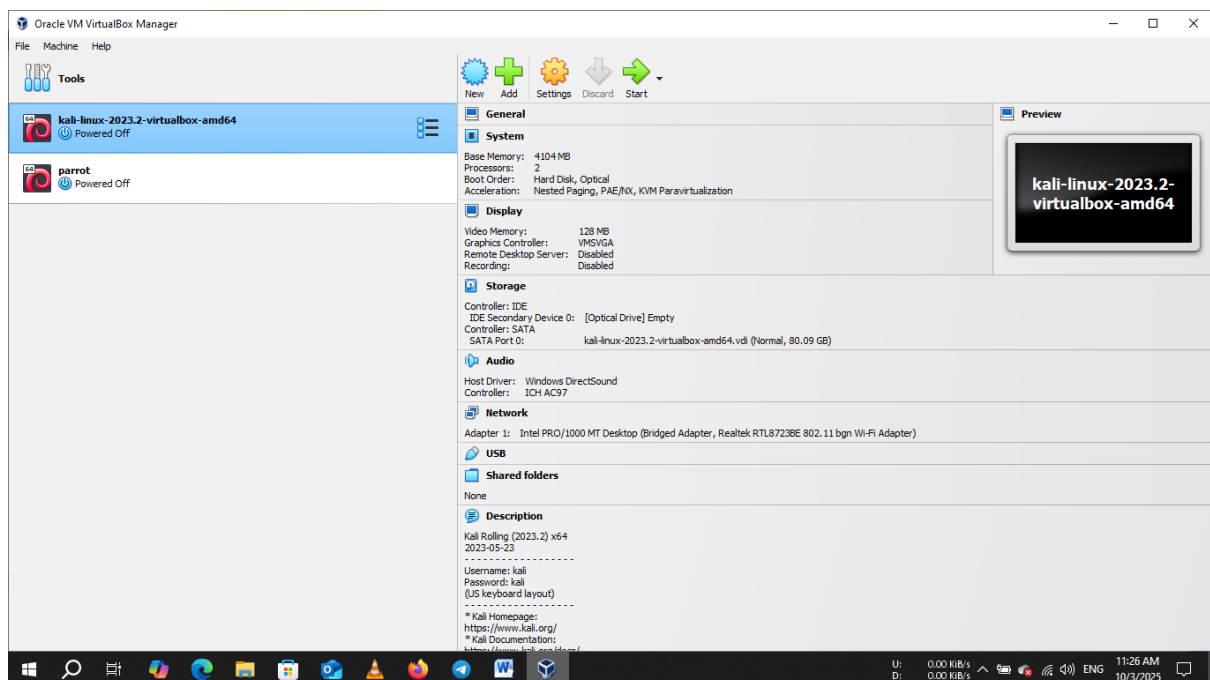 Oracle VM VirtualBox Manager
File Machine Help
Tools
New Add Settings Discard Start
kali-linux-2023.2-virtualbox-amd64
Powered Off
64
parrot
Powered Off
64
General
System
Base Memory: 4104 MB
Processors: 2
Boot Order: Hard Disk, Optical
Acceleration: Nested Paging, PAE/NX, KVM Paravirtualization
Display
Video Memory: 128 MB
Graphics Controller: VMSVGA
Remote Desktop Server: Disabled
Recording: Disabled
Storage
Controller: IDE
IDE Secondary Device 0: [Optical Drive] Empty
Controller: SATA
SATA Port 0: kali-linux-2023.2-virtualbox-amd64.vdi (Normal, 80.09 GB)
Audio
Host Driver: Windows DirectSound
Controller: ICH AC97
Network
Adapter 1: Intel PRO/1000 MT Desktop (Bridged Adapter, Realtek RTL8723BE 802.11 bgn Wi-Fi Adapter)
USB
Shared folders
None
Description
Kali Rolling (2023.2) x64
2023-05-23
- - - - - - - - - - - - - - - - - - -
Username: kali
Password: kali
(US keyboard layout)
- - - - - - - - - - - - - - - - - - -
* Kali Homepage:
https://www.kali.org/
* Kali Documentation:
https://www.kali.org/docs/
Preview
kali-linux-2023.2-
virtualbox-amd64
W
U: 0.00 KiB/s
D: 0.00 KiB/s
ENG
11:26 AM
10/3/2025